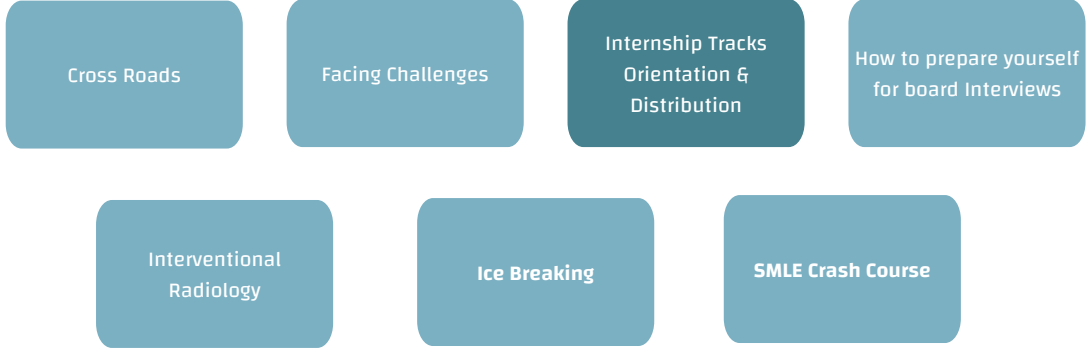 Cross Roads
Facing Challenges
Internship Tracks
Orientation &
Distribution
How to prepare yourself
for board Interviews
Interventional
Radiology
Ice Breaking
SMLE Crash Course